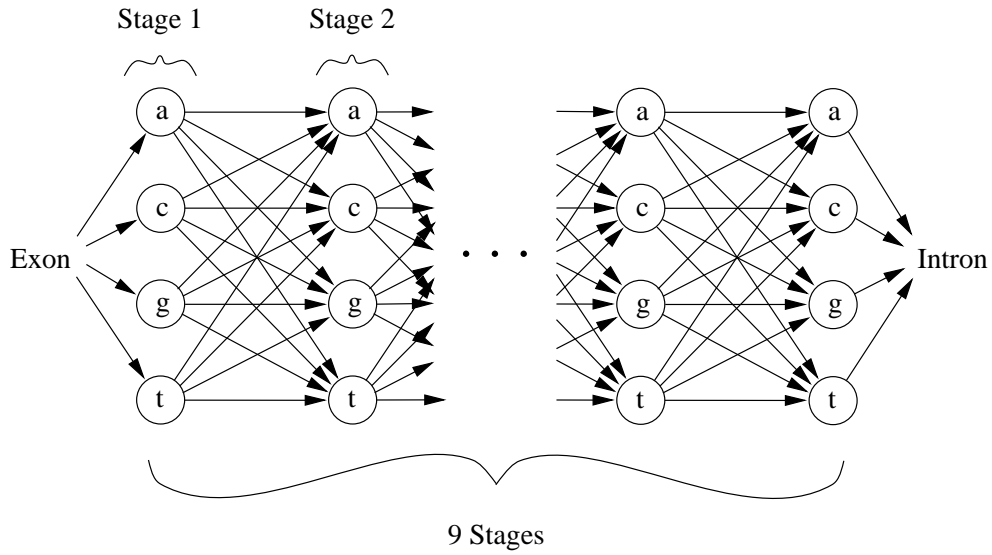 Stage 1 Stage 2
a a a a
c c c c
Exon . . . Intron
g g g g
t t t t
9 Stages